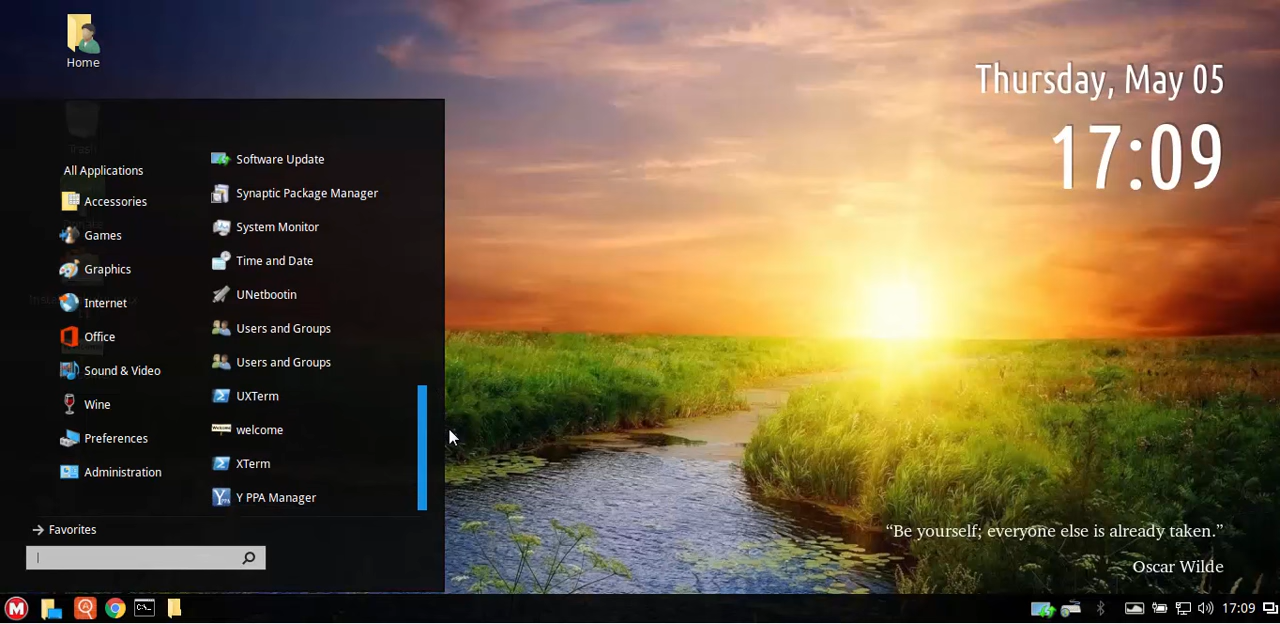 Home
Thursday, May 05
17:09
All Applications
Accessories
Games
Graphics
Internet
Office
Sound & Video
Wine
Preferences
Administration
Software Update
Synaptic Package Manager
System Monitor
Time and Date
UNetbootin
Users and Groups
Users and Groups
UXTerm
welcome
XTerm
Y PPA Manager
Favorites
“Be yourself; everyone else is already taken.”
Oscar Wilde
17:09